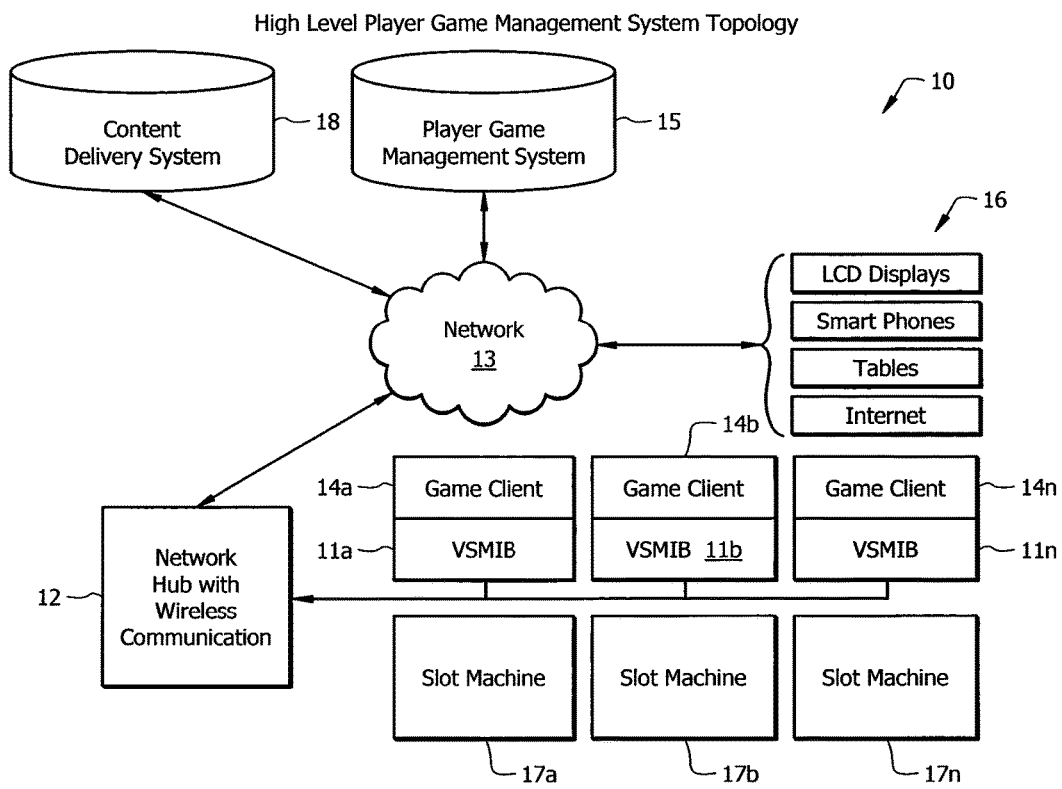 High Level Player Game Management System Topology
10
Content
Delivery System
18
Player Game
Management System
15
16
LCD Displays
Smart Phones
Tables
Internet
Network
13
14b
14a
Game Client
Game Client
Game Client
14n
11a
VSMIB
VSMIB 11b
VSMIB
11n
12
Network
Hub with
Wireless
Communication
Slot Machine
Slot Machine
Slot Machine
17a
17b
17n